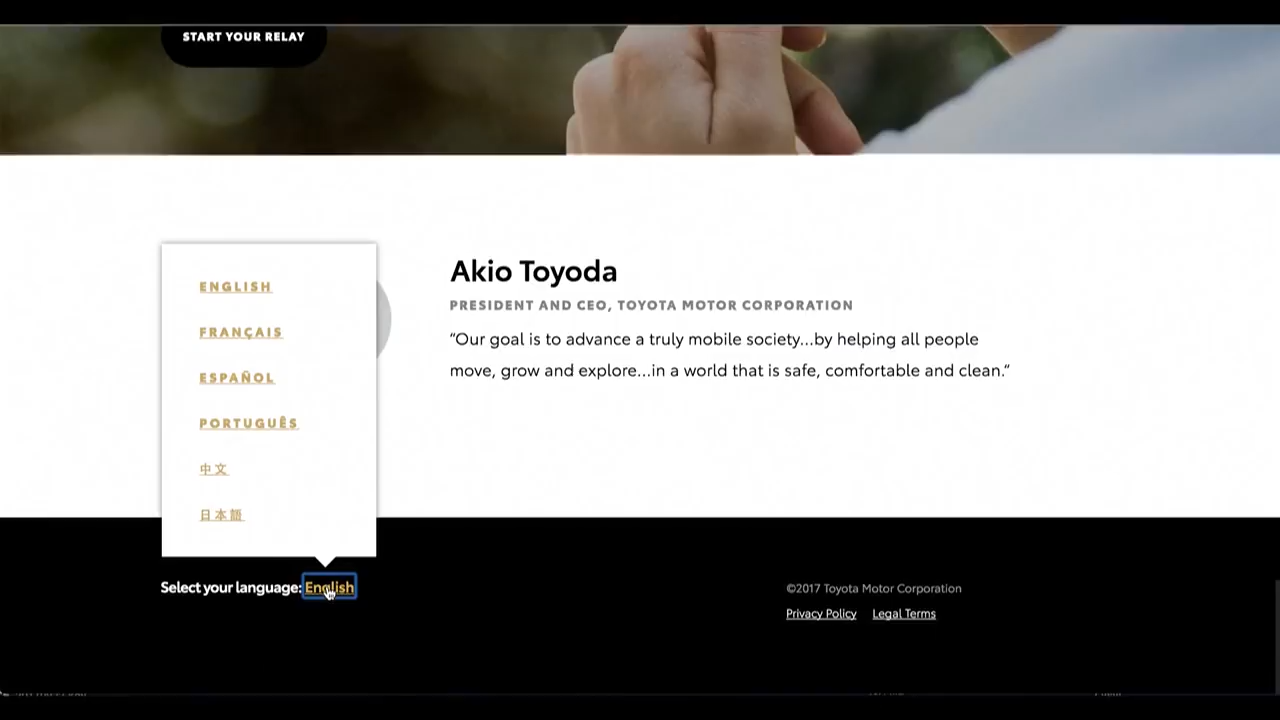 START YOUR RELAY
ENGLISH
FRANÇAIS
ESPAÑOL
PORTUGUÊS
中文
日本語
Akio Toyoda
PRESIDENT AND CEO, TOYOTA MOTOR CORPORATION
“Our goal is to advance a truly mobile society...by helping all people
move, grow and explore...in a world that is safe, comfortable and clean.”
Select your language: English
©2017 Toyota Motor Corporation
Privacy Policy Legal Terms